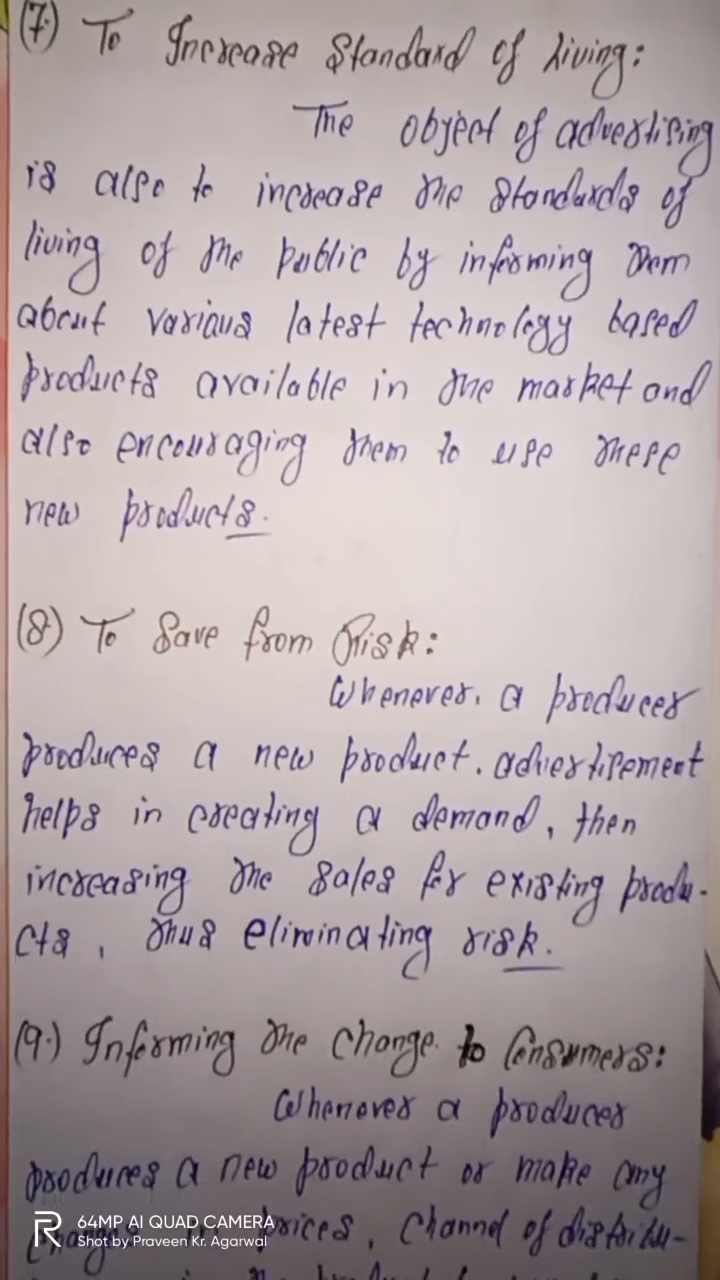 (7.) To Increase Standard of living:
The object of advertising
is also to increase the standards of
living of the public by informing them
about various latest technology based
products available in the market and
also encouraging them to use these
new products.
(8) To Save from Risk:
Whenever, a producer
produces a new product, advertisement
helps in creating a demand, then
increasing the sales for existing produ-
cts, thus eliminating risk.
(9.) Informing the Change to Consumers:
Whenever a producer
produces a new product or make any
prices, Channel of distribu-
64MP AI QUAD CAMERA
Shot by Praveen Kr. Agarwal